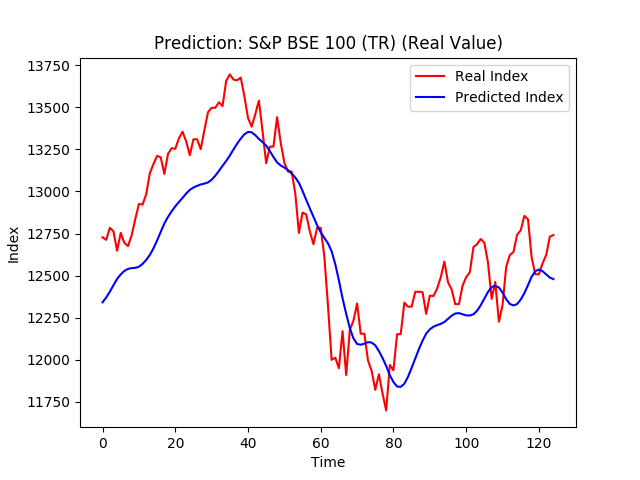 Prediction: S&P BSE 100 (TR) (Real Value)
Real Index
Predicted Index
13750
13500
13250
13000
12750
12500
12250
12000
11750
Index
0 20 40 60 80 100 120
Time